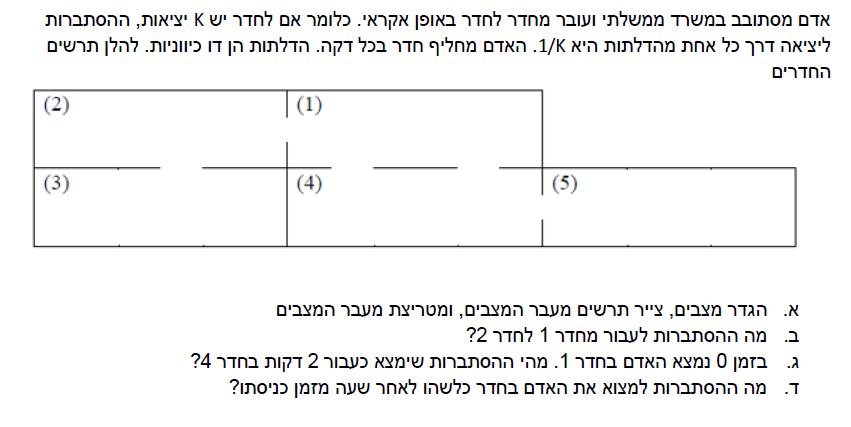 אדם מסתובב במשרד ממשלתי ועובר מחדר לחדר באופן אקראי. כלומר אם לחדר יש K יציאות, ההסתברות
ליציאה דרך כל אחת מהדלתות היא 1/K. האדם מחליף חדר בכל דקה. הדלתות הן דו כיווניות. להלן תרשים
החדרים
(2) (1)
(3) (4) (5)
א. הגדר מצבים, צייר תרשים מעבר המצבים, ומטריצת מעבר המצבים
ב. מה ההסתברות לעבור מחדר 1 לחדר 2?
ג. בזמן 0 נמצא האדם בחדר 1. מהי ההסתברות שימצא כעבור 2 דקות בחדר 4?
ד. מה ההסתברות למצוא את האדם בחדר כלשהו לאחר שעה מזמן כניסתו?